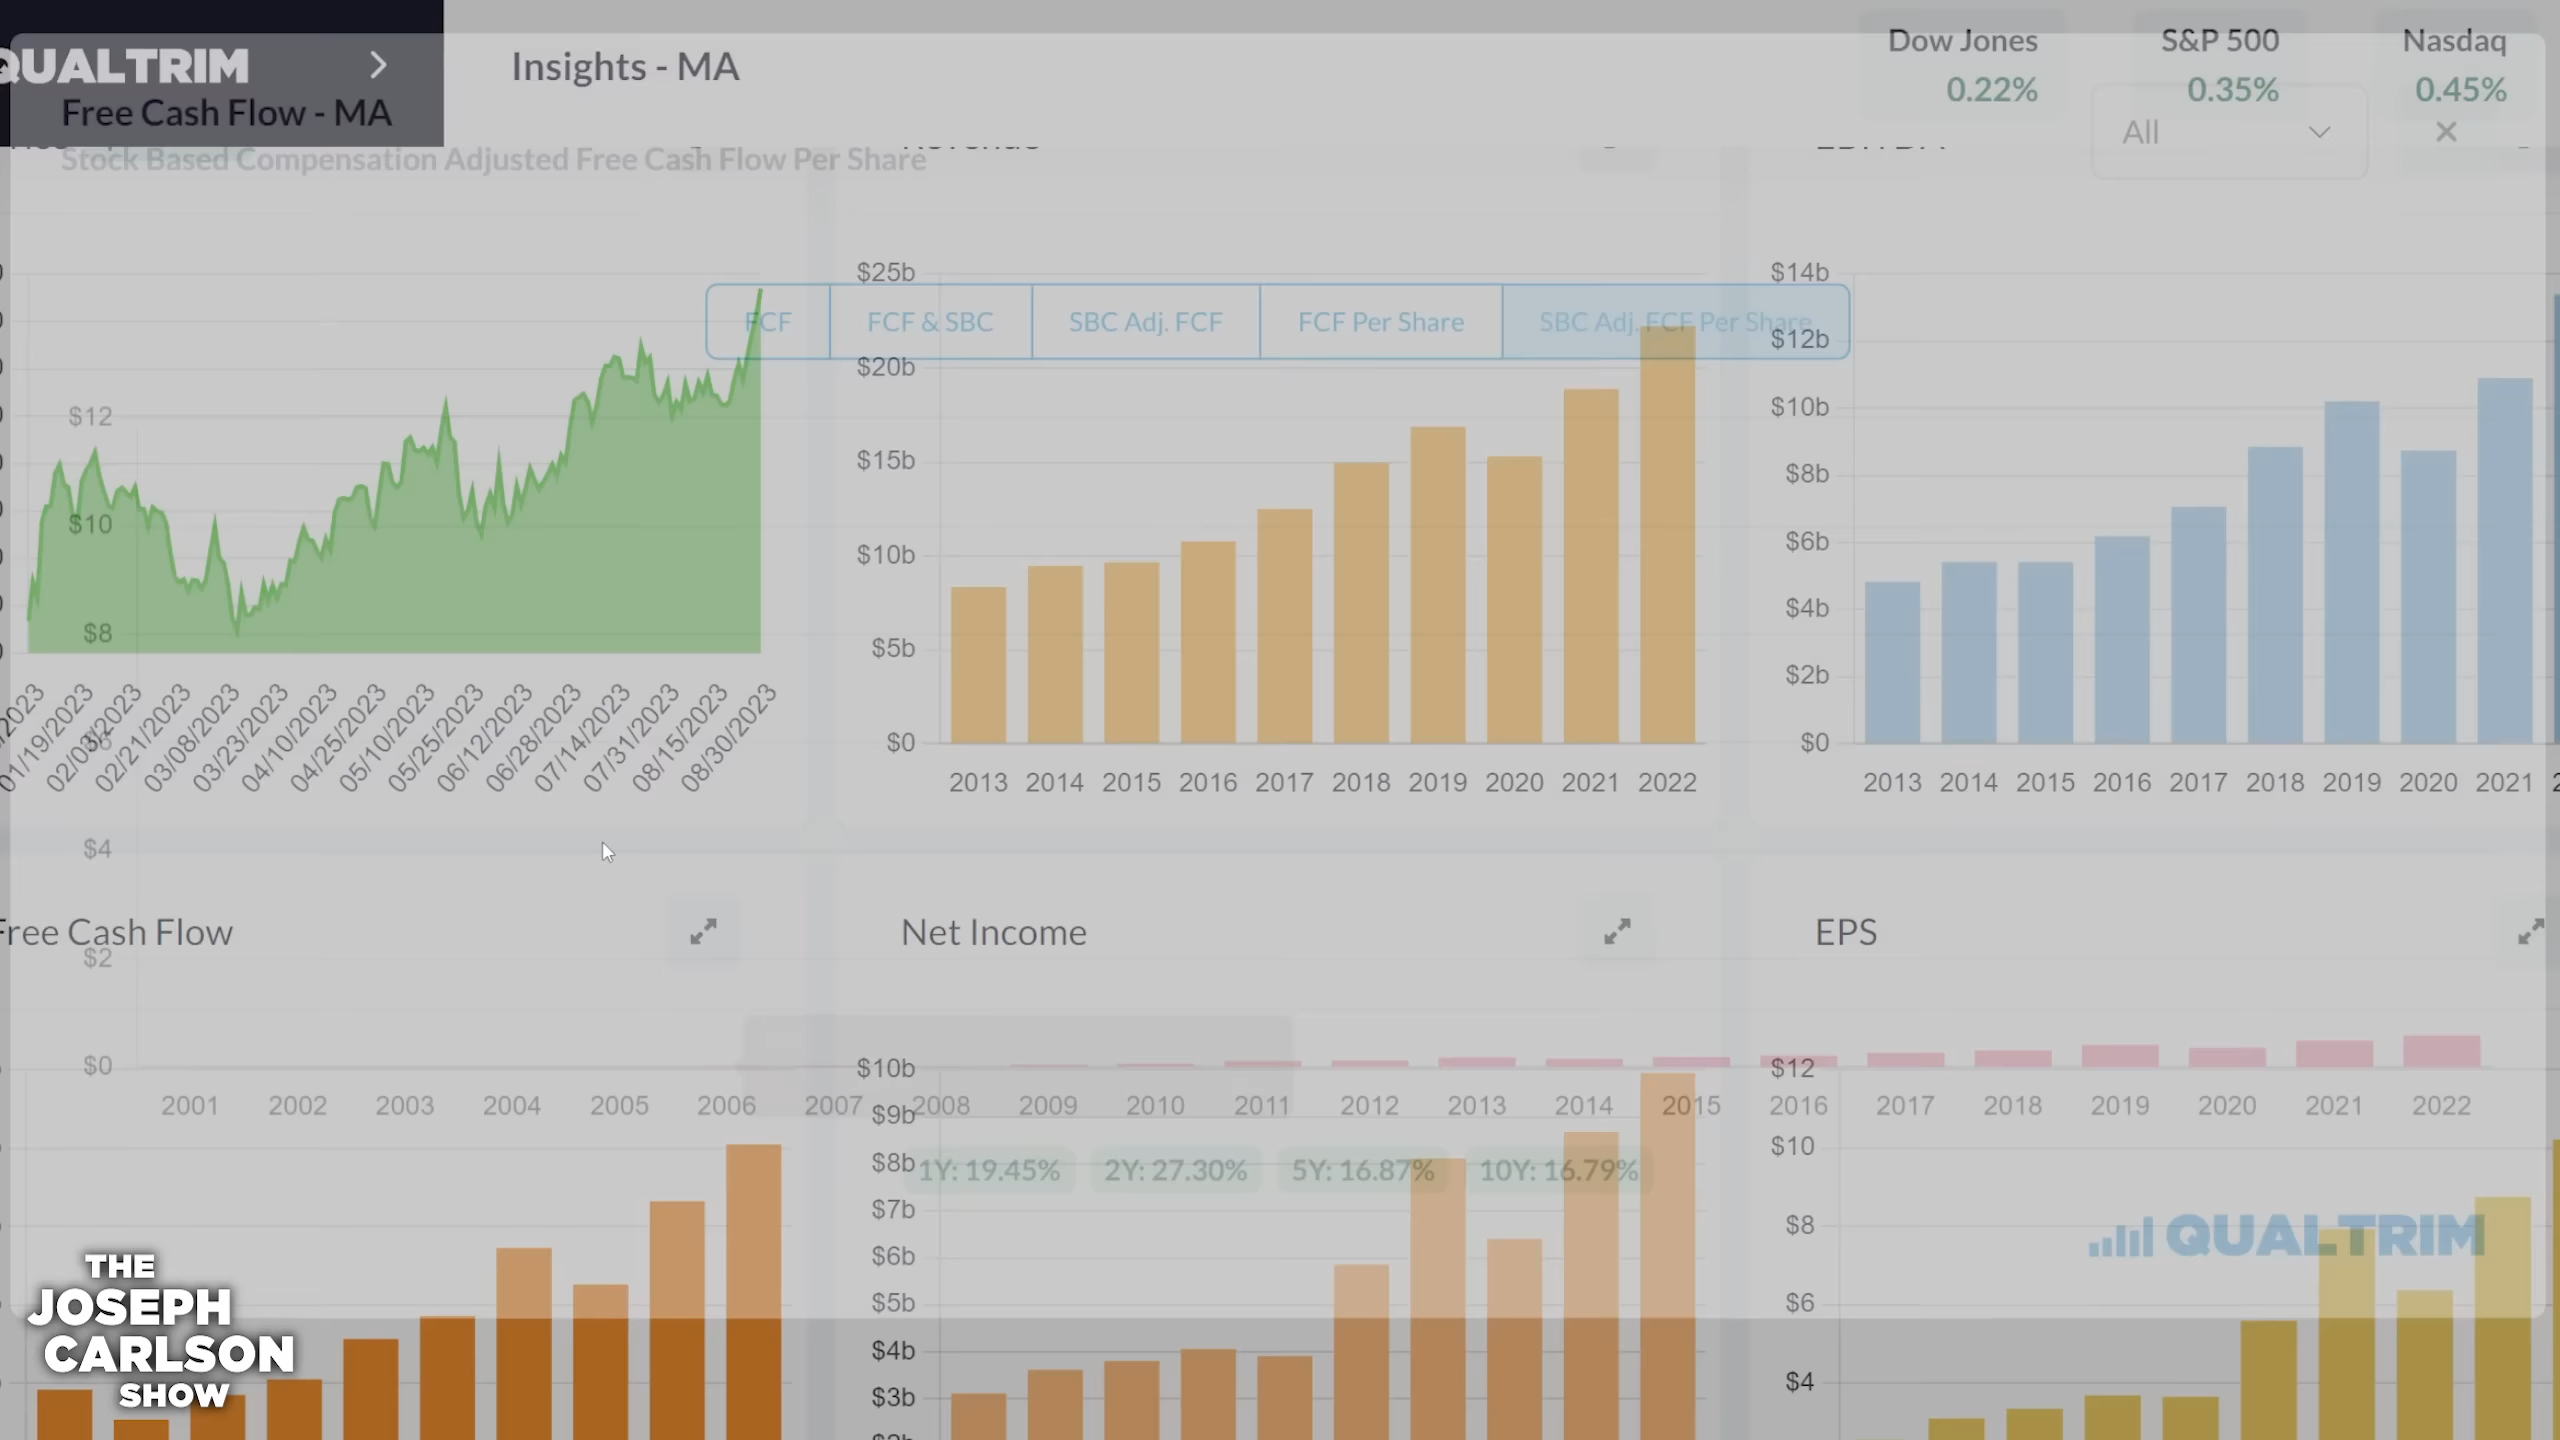 QUALTRIM
Insights - MA
Dow Jones
0.22%
S&P 500
0.35%
Nasdaq
0.45%
Free Cash Flow - MA
All
Stock Based Compensation Adjusted Free Cash Flow Per Share
Revenue
EBITDA
FCF
FCF & SBC
SBC Adj. FCF
FCF Per Share
SBC Adj. FCF Per Share
$12
$10
$8
$6
$4
$2
$0
01/19/2023
02/03/2023
02/21/2023
03/08/2023
03/23/2023
04/10/2023
04/25/2023
05/10/2023
05/25/2023
06/12/2023
06/28/2023
07/14/2023
07/31/2023
08/15/2023
08/30/2023
$25b
$20b
$15b
$10b
$5b
$0
2013 2014 2015 2016 2017 2018 2019 2020 2021 2022
$14b
$12b
$10b
$8b
$6b
$4b
$2b
$0
2013 2014 2015 2016 2017 2018 2019 2020 2021
Free Cash Flow
Net Income
EPS
2001 2002 2003 2004 2005 2006 2007 2008 2009 2010 2011 2012 2013 2014 2015 2016 2017 2018 2019 2020 2021 2022
1Y: 19.45%
2Y: 27.30%
5Y: 16.87%
10Y: 16.79%
$10b
$9b
$8b
$7b
$6b
$5b
$4b
$3b
$12
$10
$8
$6
$4
QUALTRIM
THE
JOSEPH
CARLSON
SHOW